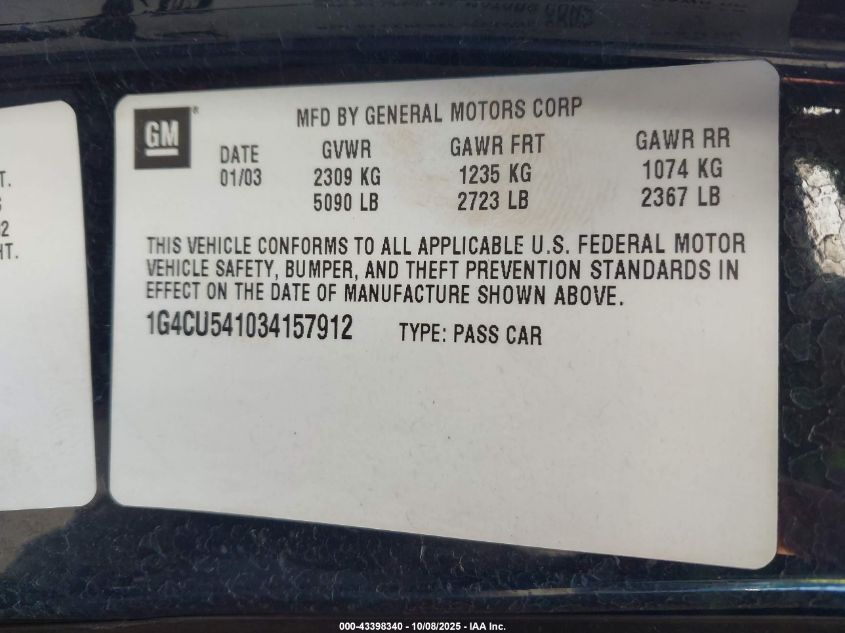 T.
HT.
GM ®
MFD BY GENERAL MOTORS CORP
DATE GVWR GAWR FRT GAWR RR
01/03 2309 KG 1235 KG 1074 KG
5090 LB 2723 LB 2367 LB
THIS VEHICLE CONFORMS TO ALL APPLICABLE U.S. FEDERAL MOTOR
VEHICLE SAFETY, BUMPER, AND THEFT PREVENTION STANDARDS IN
EFFECT ON THE DATE OF MANUFACTURE SHOWN ABOVE.
1G4CU541034157912 TYPE: PASS CAR
000-43398340 - 10/08/2025 - IAA Inc.